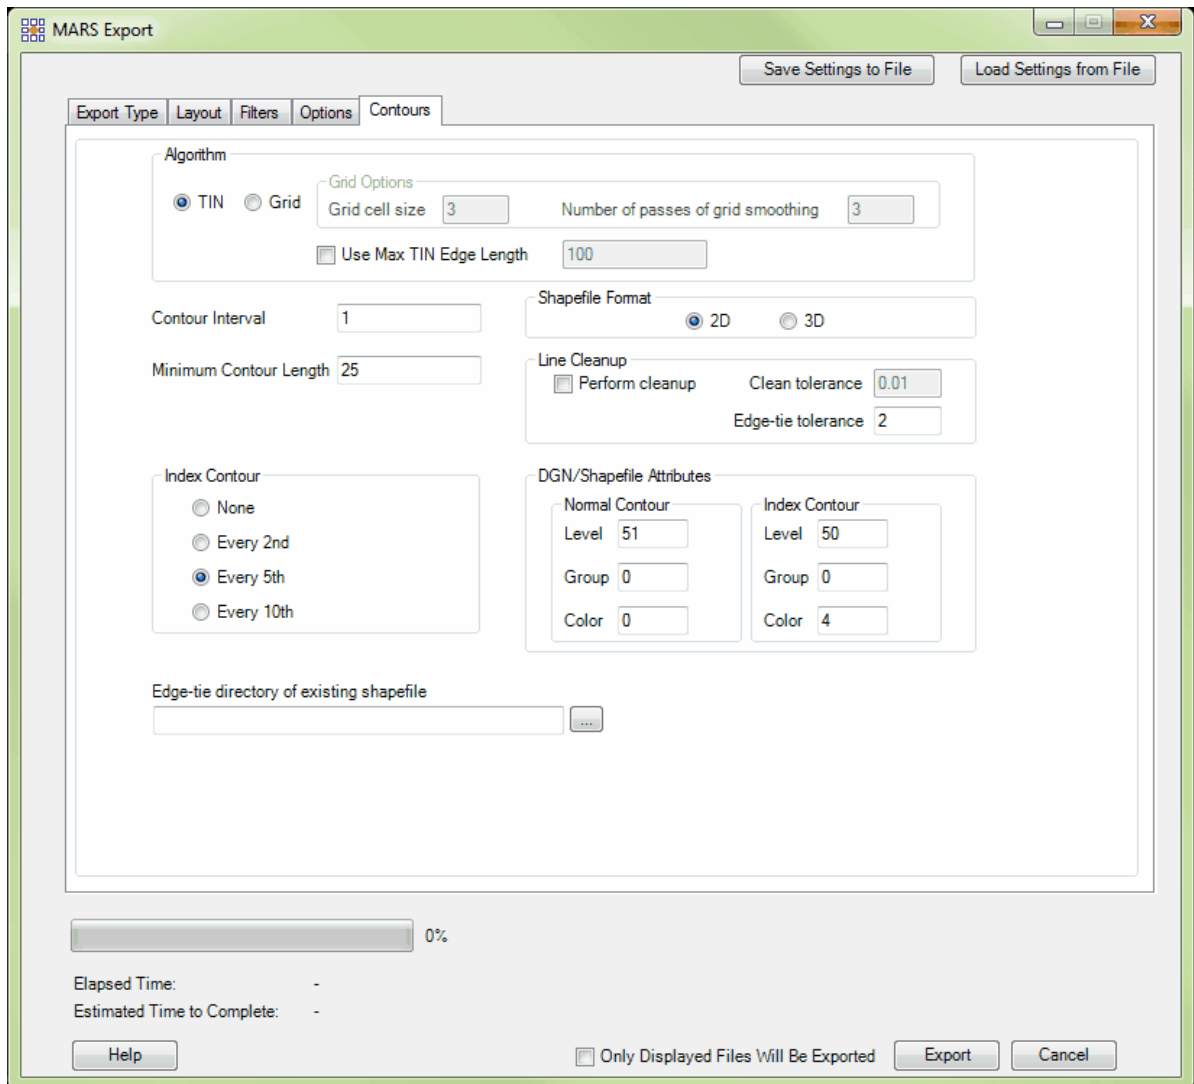 MARS Export
Save Settings to File Load Settings from File
Export Type Layout Filters Options Contours
Algorithm
TIN Grid
Grid Options
Grid cell size 3 Number of passes of grid smoothing 3
Use Max TIN Edge Length 100
Contour Interval 1
Minimum Contour Length 25
Shapefile Format
2D 3D
Line Cleanup
Perform cleanup Clean tolerance 0.01
Edge-tie tolerance 2
Index Contour
None
Every 2nd
Every 5th
Every 10th
DGN/Shapefile Attributes
Normal Contour
Level 51
Group 0
Color 0
Index Contour
Level 50
Group 0
Color 4
Edge-tie directory of existing shapefile
...
0%
Elapsed Time: -
Estimated Time to Complete: -
Help Only Displayed Files Will Be Exported Export Cancel